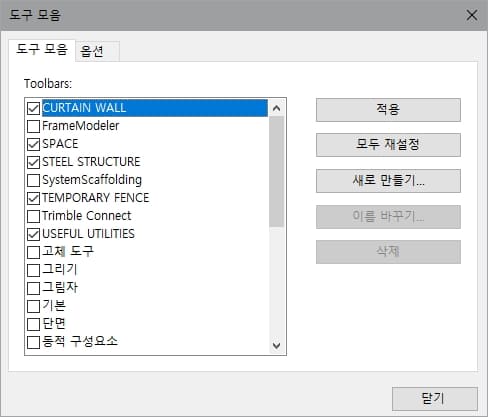 도구 모음
도구 모음 옵션
Toolbars:
CURTAIN WALL
FrameModeler
SPACE
STEEL STRUCTURE
SystemScaffolding
TEMPORARY FENCE
Trimble Connect
USEFUL UTILITIES
고체 도구
그리기
그림자
기본
단면
동적 구성요소
적용
모두 재설정
새로 만들기...
이름 바꾸기...
삭제
닫기